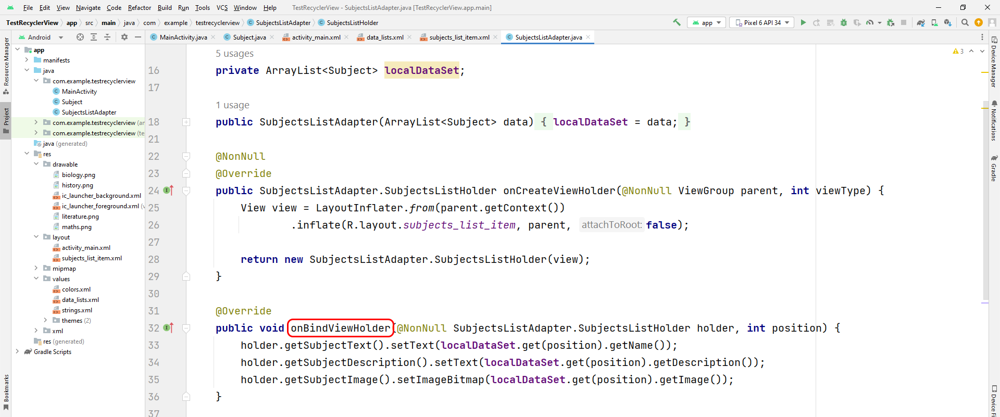 File Edit View Navigate Code Refactor Build Run Tools VCS Window Help TestRecyclerView - SubjectsListAdapter.java [TestRecyclerView.app.main]
TestRecyclerView app src main java com example testrecyclerview SubjectsListAdapter SubjectsListHolder app Pixel 6 API 34
Android
MainActivity.java Subject.java activity_main.xml data_lists.xml subjects_list_item.xml SubjectsListAdapter.java
Resource Manager
Project
Bookmarks
app
manifests
java
com.example.testrecyclerview
MainActivity
Subject
SubjectsListAdapter
com.example.testrecyclerview (an
com.example.testrecyclerview (te
java (generated)
res
drawable
biology.png
history.png
ic_launcher_background.xml
ic_launcher_foreground.xml (v
literature.png
maths.png
layout
activity_main.xml
subjects_list_item.xml
mipmap
values
colors.xml
data_lists.xml
strings.xml
themes (2)
xml
res (generated)
Gradle Scripts
5 usages
16 private ArrayList<Subject> localDataSet;
17
1 usage
18 public SubjectsListAdapter(ArrayList<Subject> data) { localDataSet = data; }
21
22 @NonNull
23 @Override
24 public SubjectsListAdapter.SubjectsListHolder onCreateViewHolder(@NonNull ViewGroup parent, int viewType) {
25 View view = LayoutInflater.from(parent.getContext())
26 .inflate(R.layout.subjects_list_item, parent, attachToRoot: false);
27
28 return new SubjectsListAdapter.SubjectsListHolder(view);
29 }
30
31 @Override
32 public void onBindViewHolder(@NonNull SubjectsListAdapter.SubjectsListHolder holder, int position) {
33 holder.getSubjectText().setText(localDataSet.get(position).getName());
34 holder.getSubjectDescription().setText(localDataSet.get(position).getDescription());
35 holder.getSubjectImage().setImageBitmap(localDataSet.get(position).getImage());
36 }
37
3
Device Manager
Notifications
Gradle
Device Fi